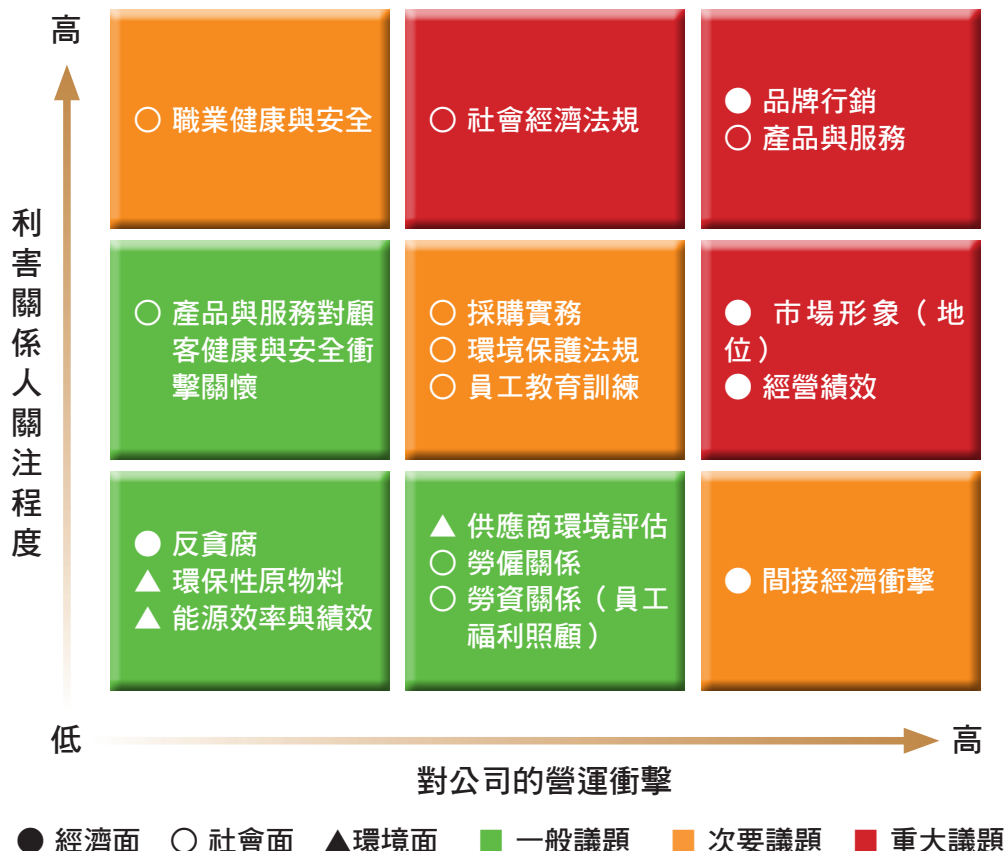 高
○ 職業健康與安全
○ 社會經濟法規
● 品牌行銷
○ 產品與服務
利害關係人關注程度
○ 產品與服務對顧
客健康與安全衝
擊關懷
○ 採購實務
○ 環境保護法規
○ 員工教育訓練
● 市場形象（地
位）
● 經營績效
● 反貪腐
▲ 環保性原物料
▲ 能源效率與績效
▲ 供應商環境評估
○ 勞僱關係
○ 勞資關係（員工
福利照顧）
● 間接經濟衝擊
低
高
對公司的營運衝擊
● 經濟面 ○ 社會面 ▲環境面 ■ 一般議題 ■ 次要議題 ■ 重大議題